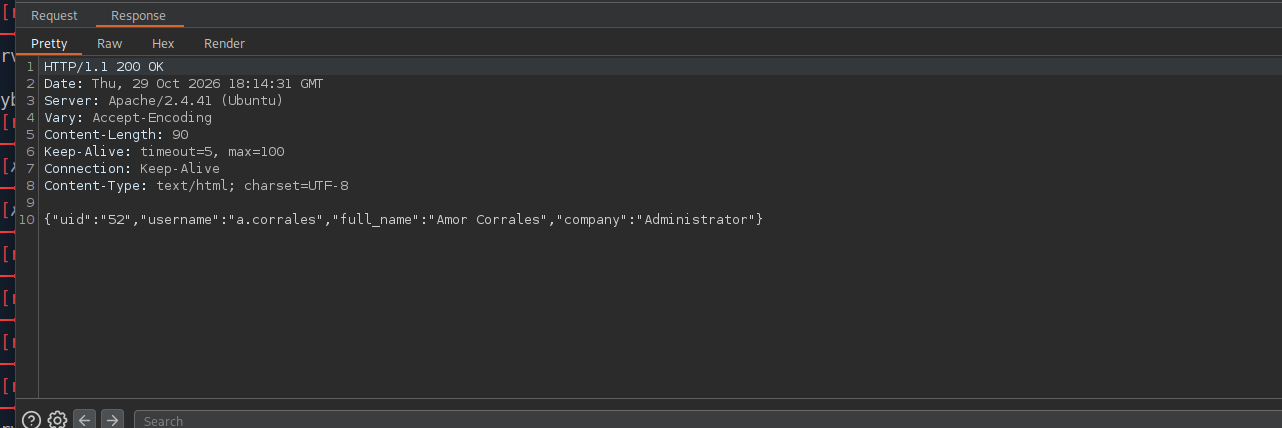 Request Response
Pretty Raw Hex Render
1 HTTP/1.1 200 OK
2 Date: Thu, 29 Oct 2026 18:14:31 GMT
3 Server: Apache/2.4.41 (Ubuntu)
4 Vary: Accept-Encoding
5 Content-Length: 90
6 Keep-Alive: timeout=5, max=100
7 Connection: Keep-Alive
8 Content-Type: text/html; charset=UTF-8
9
10 {"uid":"52","username":"a.corrales","full_name":"Amor Corrales","company":"Administrator"}
Search